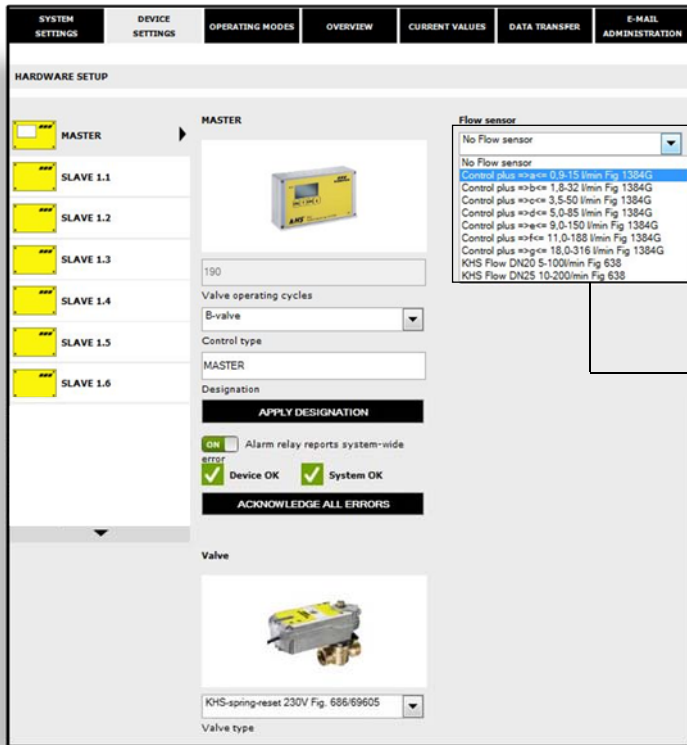 SYSTEM SETTINGS
DEVICE SETTINGS
OPERATING MODES
OVERVIEW
CURRENT VALUES
DATA TRANSFER
E-MAIL ADMINISTRATION
HARDWARE SETUP
MASTER
SLAVE 1.1
SLAVE 1.2
SLAVE 1.3
SLAVE 1.4
SLAVE 1.5
SLAVE 1.6
MASTER
KHS
190
Valve operating cycles
B-valve
Control type
MASTER
Designation
APPLY DESIGNATION
ON Alarm relay reports system-wide
error
Device OK System OK
ACKNOWLEDGE ALL ERRORS
Valve
KHS-spring-reset 230V Fig. 686/69605
Valve type
Flow sensor
No Flow sensor
No Flow sensor
Control plus =>a<= 0,9-15 l/min Fig 1384G
Control plus =>b<= 1,8-32 l/min Fig 1384G
Control plus =>c<= 3,5-50 l/min Fig 1384G
Control plus =>d<= 5,0-85 l/min Fig 1384G
Control plus =>e<= 9,0-150 l/min Fig 1384G
Control plus =>f<= 11,0-188 l/min Fig 1384G
Control plus =>g<= 18,0-316 l/min Fig 1384G
KHS Flow DN20 5-100l/min Fig 638
KHS Flow DN25 10-200/min Fig 638